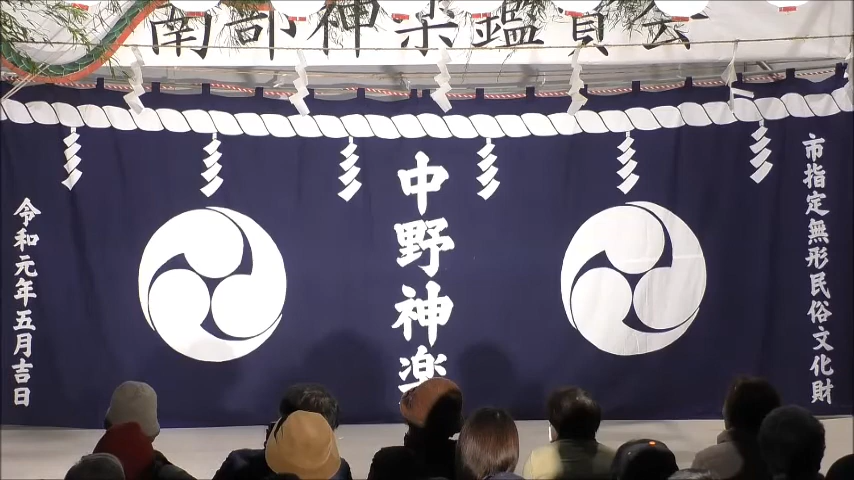 南部神楽鑑賞会
市指定無形民俗文化財
中野神楽
令和元年五月吉日